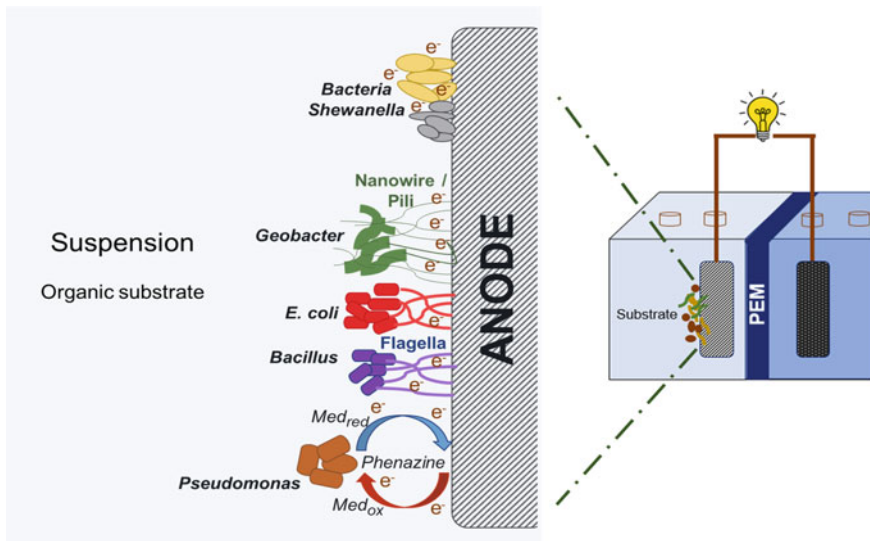 e-
e-
e-
Bacteria
e-
Shewanella
Nanowire /
Pili
e-
e-
Geobacter
e-
e-
Suspension
Organic substrate
E. coli
e-
Flagella
Bacillus
e-
e-
e-
e-
Med_red
Phenazine
e-
Pseudomonas
Med_ox
e-
ANODE
Substrate
PEM